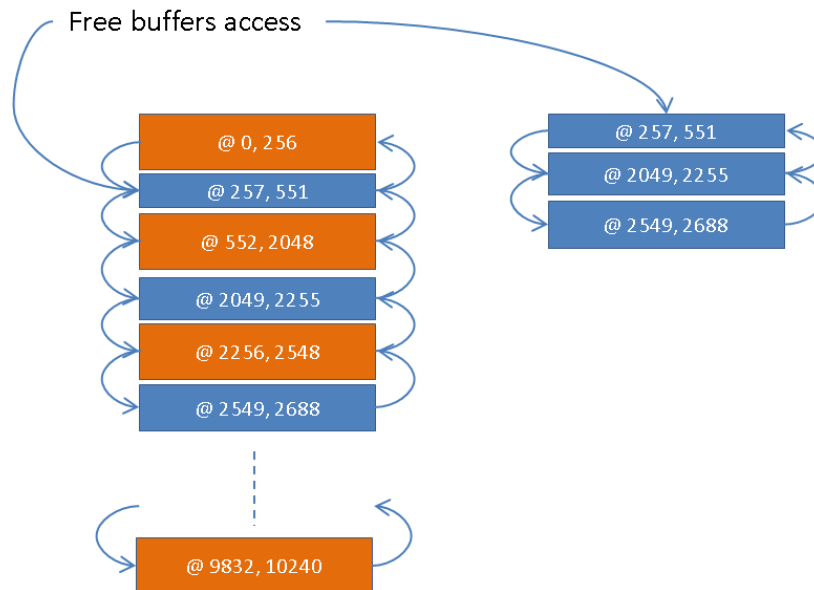 Free buffers access
@ 0, 256
@ 257, 551
@ 552, 2048
@ 2049, 2255
@ 2256, 2548
@ 2549, 2688
@ 9832, 10240
@ 257, 551
@ 2049, 2255
@ 2549, 2688